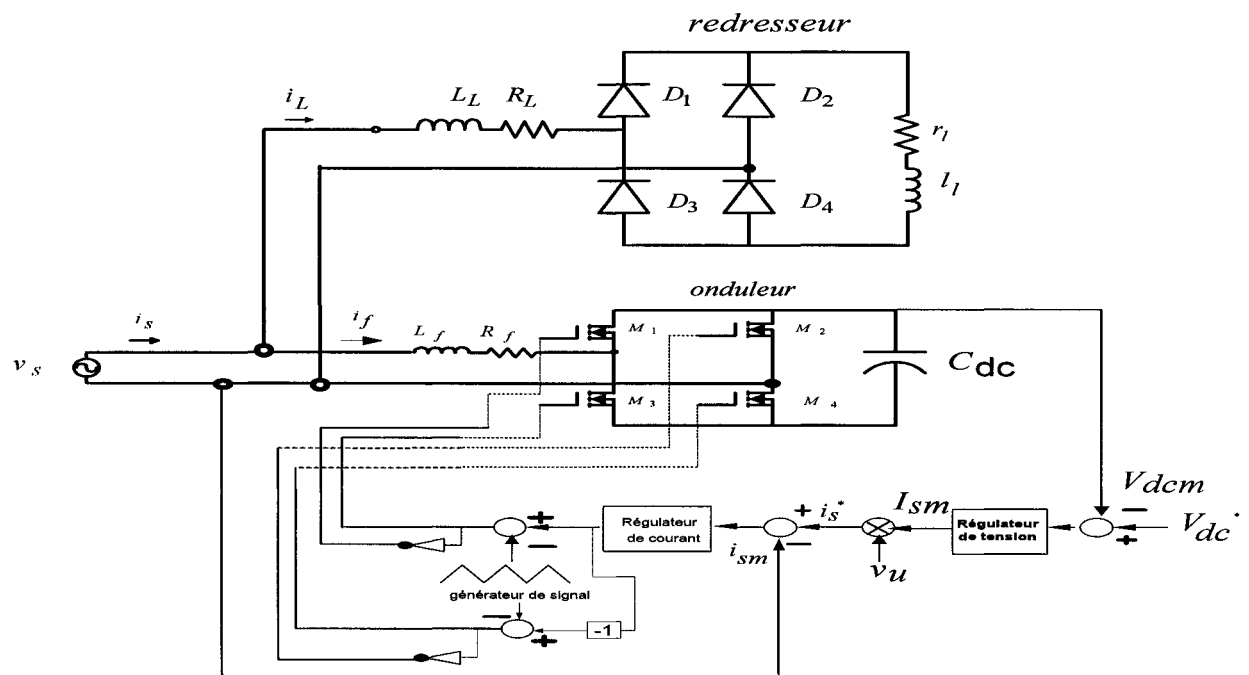 redresseur
i_L
L_L
R_L
D_1
D_2
r_l
l_l
D_3
D_4
onduleur
i_s
i_f
L_f
R_f
M_1
M_2
v_s
C_dc
M_3
M_4
V_dcm
+
i_s^*
I_sm
−
V_dc^*
+
Régulateur
de courant
Régulateur
de tension
+
−
−
i_sm
v_u
générateur de signal
−
+
-1